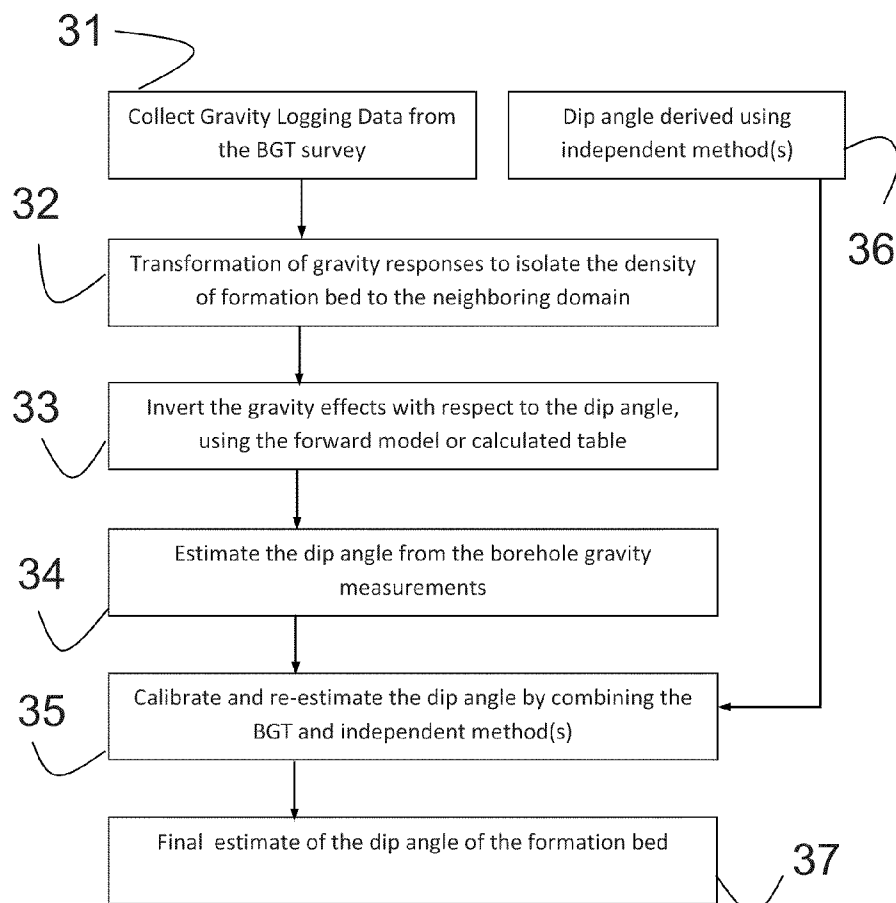 31
Collect Gravity Logging Data from
the BGT survey
Dip angle derived using
independent method(s)
36
32
Transformation of gravity responses to isolate the density
of formation bed to the neighboring domain
33
Invert the gravity effects with respect to the dip angle,
using the forward model or calculated table
34
Estimate the dip angle from the borehole gravity
measurements
35
Calibrate and re-estimate the dip angle by combining the
BGT and independent method(s)
Final estimate of the dip angle of the formation bed
37